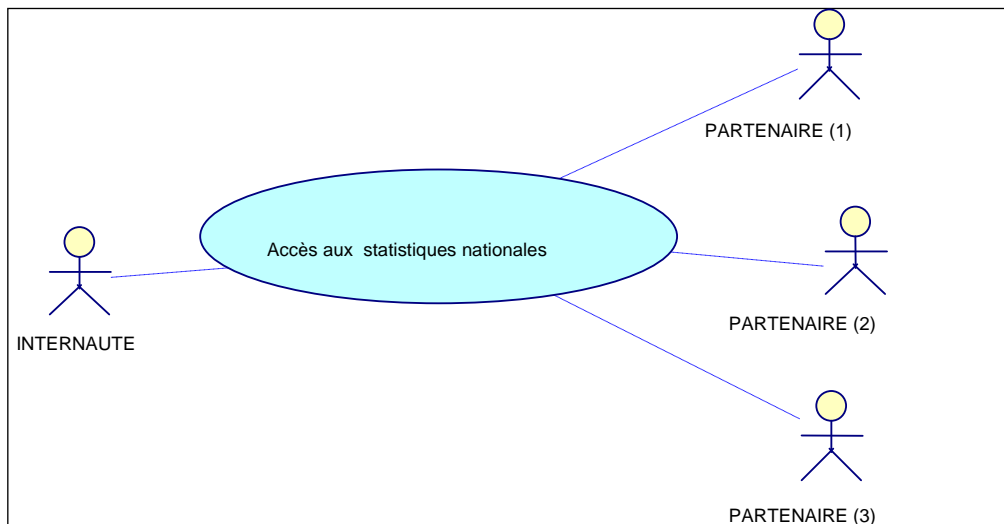 PARTENAIRE (1)
Accès aux  statistiques nationales
INTERNAUTE
PARTENAIRE (2)
PARTENAIRE (3)